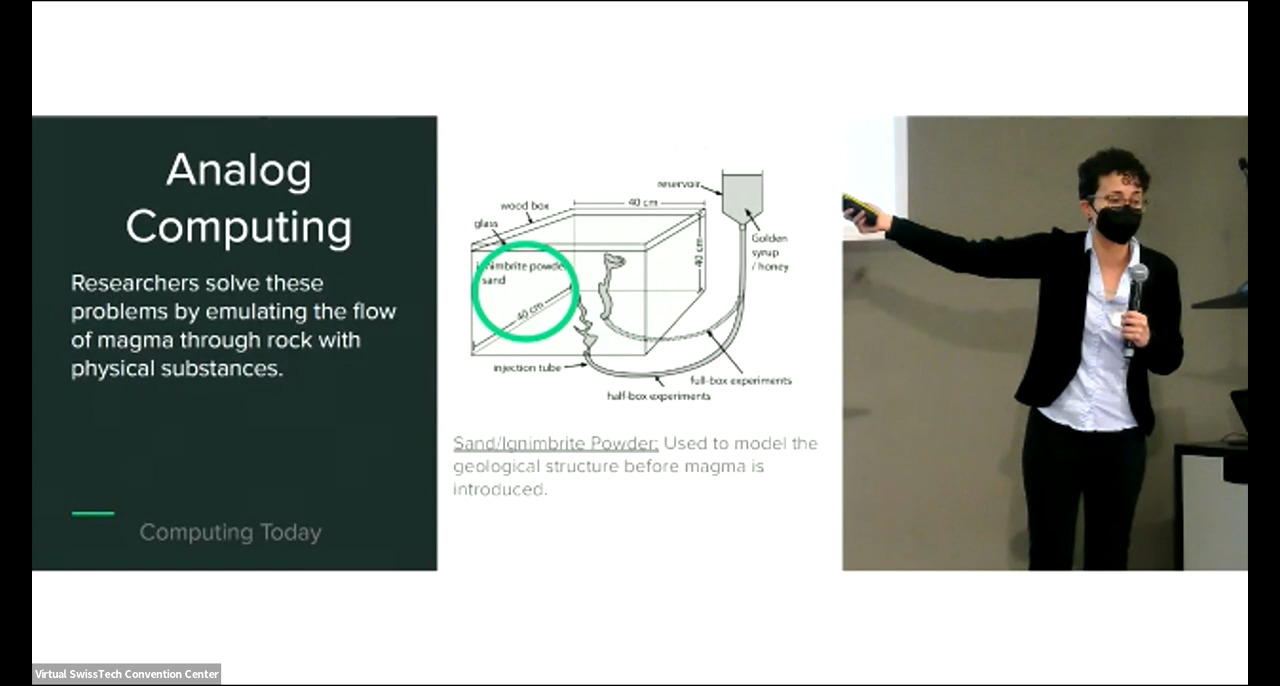 Analog
Computing
Researchers solve these
problems by emulating the flow
of magma through rock with
physical substances.
Computing Today
reservoir
40 cm
wood box
glass
Golden
syrup
/ honey
40 cm
ignimbrite powder
sand
40 cm
injection tube
full-box experiments
half-box experiments
Sand/Ignimbrite Powder: Used to model the
geological structure before magma is
introduced.
Virtual SwissTech Convention Center